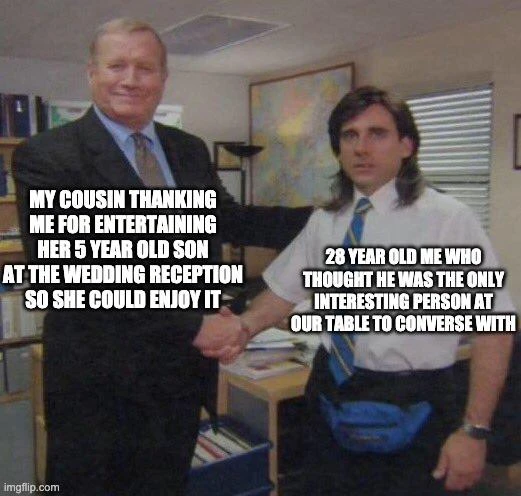 MY COUSIN THANKING
ME FOR ENTERTAINING
HER 5 YEAR OLD SON
AT THE WEDDING RECEPTION
SO SHE COULD ENJOY IT
28 YEAR OLD ME WHO
THOUGHT HE WAS THE ONLY
INTERESTING PERSON AT
OUR TABLE TO CONVERSE WITH
imgflip.com